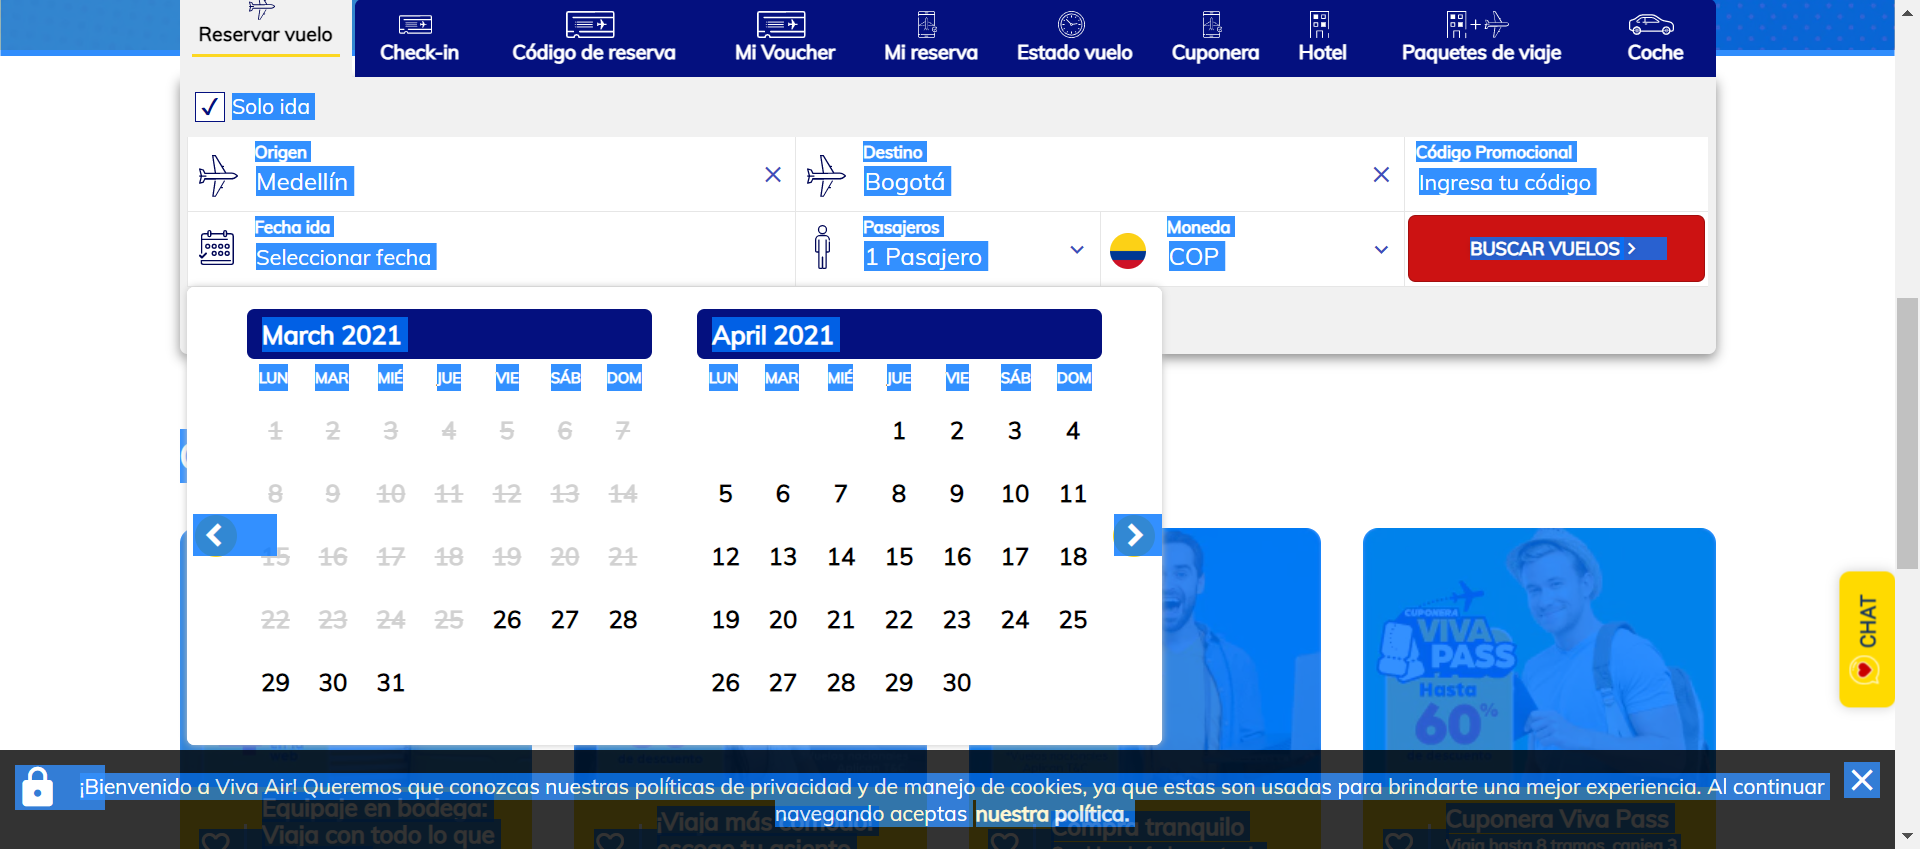 Reservar vuelo
Check-in
Código de reserva
Mi Voucher
Mi reserva
Estado vuelo
Cuponera
Hotel
Paquetes de viaje
Coche
Solo ida
Origen
Medellín
Destino
Bogotá
Código Promocional
Ingresa tu código
Fecha ida
Seleccionar fecha
Pasajeros
1 Pasajero
Moneda
COP
BUSCAR VUELOS
March 2021
LUN MAR MIÉ JUE VIE SÁB DOM
1 2 3 4 5 6 7
8 9 10 11 12 13 14
15 16 17 18 19 20 21
22 23 24 25 26 27 28
29 30 31
April 2021
LUN MAR MIÉ JUE VIE SÁB DOM
1 2 3 4
5 6 7 8 9 10 11
12 13 14 15 16 17 18
19 20 21 22 23 24 25
26 27 28 29 30
CUPONERA
VIVA
PASS
Hasta
60%
CHAT
¡Bienvenido a Viva Air! Queremos que conozcas nuestras políticas de privacidad y de manejo de cookies, ya que estas son usadas para brindarte una mejor experiencia. Al continuar
navegando aceptas nuestra política.
Equipaje en bodega:
Viaja con todo lo que
¡Viaja más cómodo!
escoge tu asiento
Compra tranquilo
Cuponera Viva Pass
Viaja hasta 8 tramos, canjea 3